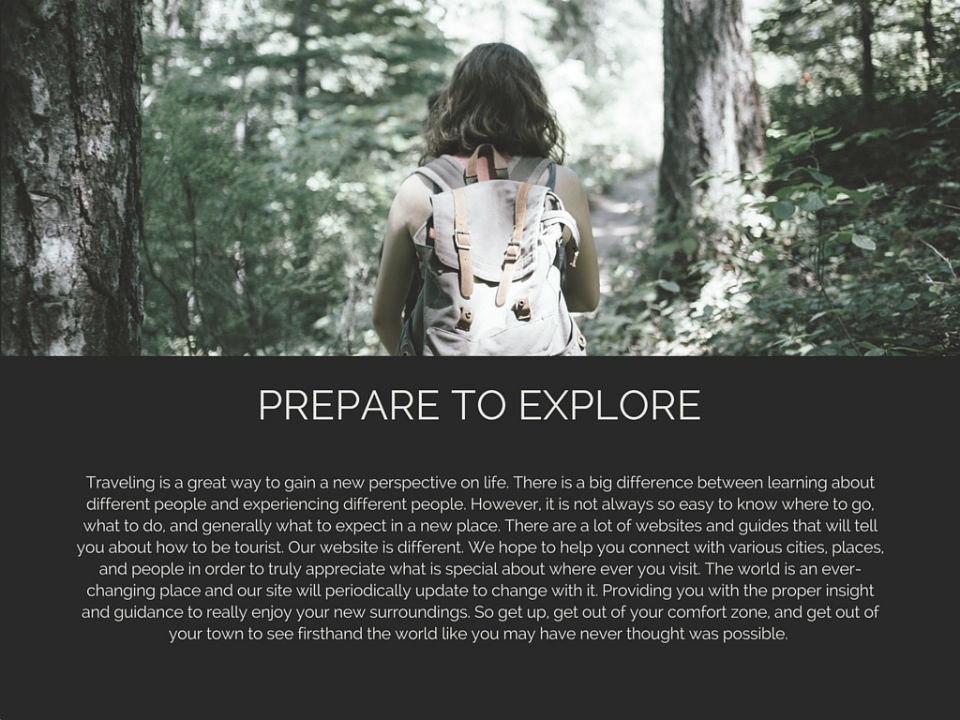 PREPARE TO EXPLORE
Traveling is a great way to gain a new perspective on life. There is a big difference between learning about
different people and experiencing different people. However, it is not always so easy to know where to go,
what to do, and generally what to expect in a new place. There are a lot of websites and guides that will tell
you about how to be tourist. Our website is different. We hope to help you connect with various cities, places,
and people in order to truly appreciate what is special about where ever you visit. The world is an ever-
changing place and our site will periodically update to change with it. Providing you with the proper insight
and guidance to really enjoy your new surroundings. So get up, get out of your comfort zone, and get out of
your town to see firsthand the world like you may have never thought was possible.